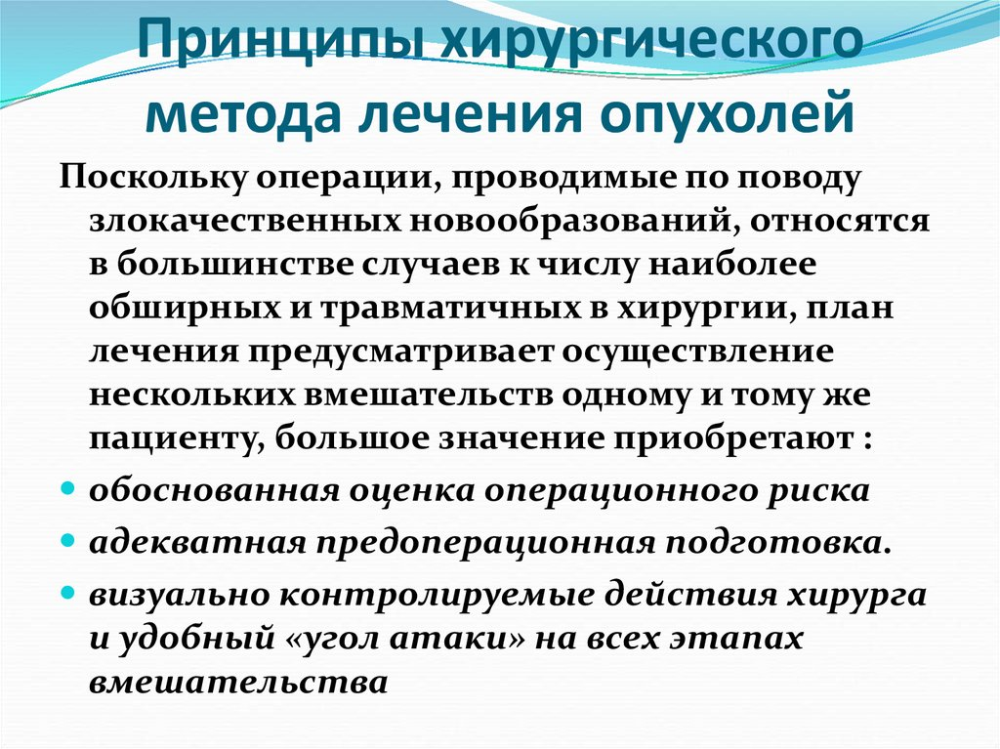 Принципы хирургического
метода лечения опухолей
Поскольку операции, проводимые по поводу
злокачественных новообразований, относятся
в большинстве случаев к числу наиболее
обширных и травматичных в хирургии, план
лечения предусматривает осуществление
нескольких вмешательств одному и тому же
пациенту, большое значение приобретают :
• обоснованная оценка операционного риска
• адекватная предоперационная подготовка.
• визуально контролируемые действия хирурга
и удобный «угол атаки» на всех этапах
вмешательства